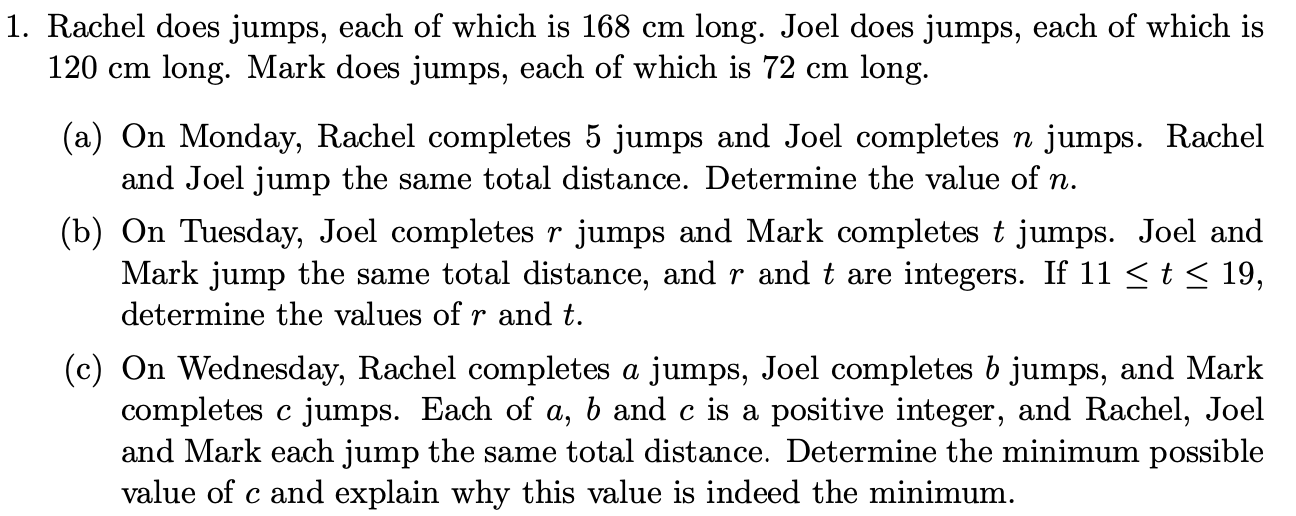 1. Rachel does jumps, each of which is 168 cm long. Joel does jumps, each of which is
120 cm long. Mark does jumps, each of which is 72 cm long.
(a) On Monday, Rachel completes 5 jumps and Joel completes n jumps. Rachel
and Joel jump the same total distance. Determine the value of n.
(b) On Tuesday, Joel completes r jumps and Mark completes t jumps. Joel and
Mark jump the same total distance, and r and t are integers. If 11 ≤ t ≤ 19,
determine the values of r and t.
(c) On Wednesday, Rachel completes a jumps, Joel completes b jumps, and Mark
completes c jumps. Each of a, b and c is a positive integer, and Rachel, Joel
and Mark each jump the same total distance. Determine the minimum possible
value of c and explain why this value is indeed the minimum.